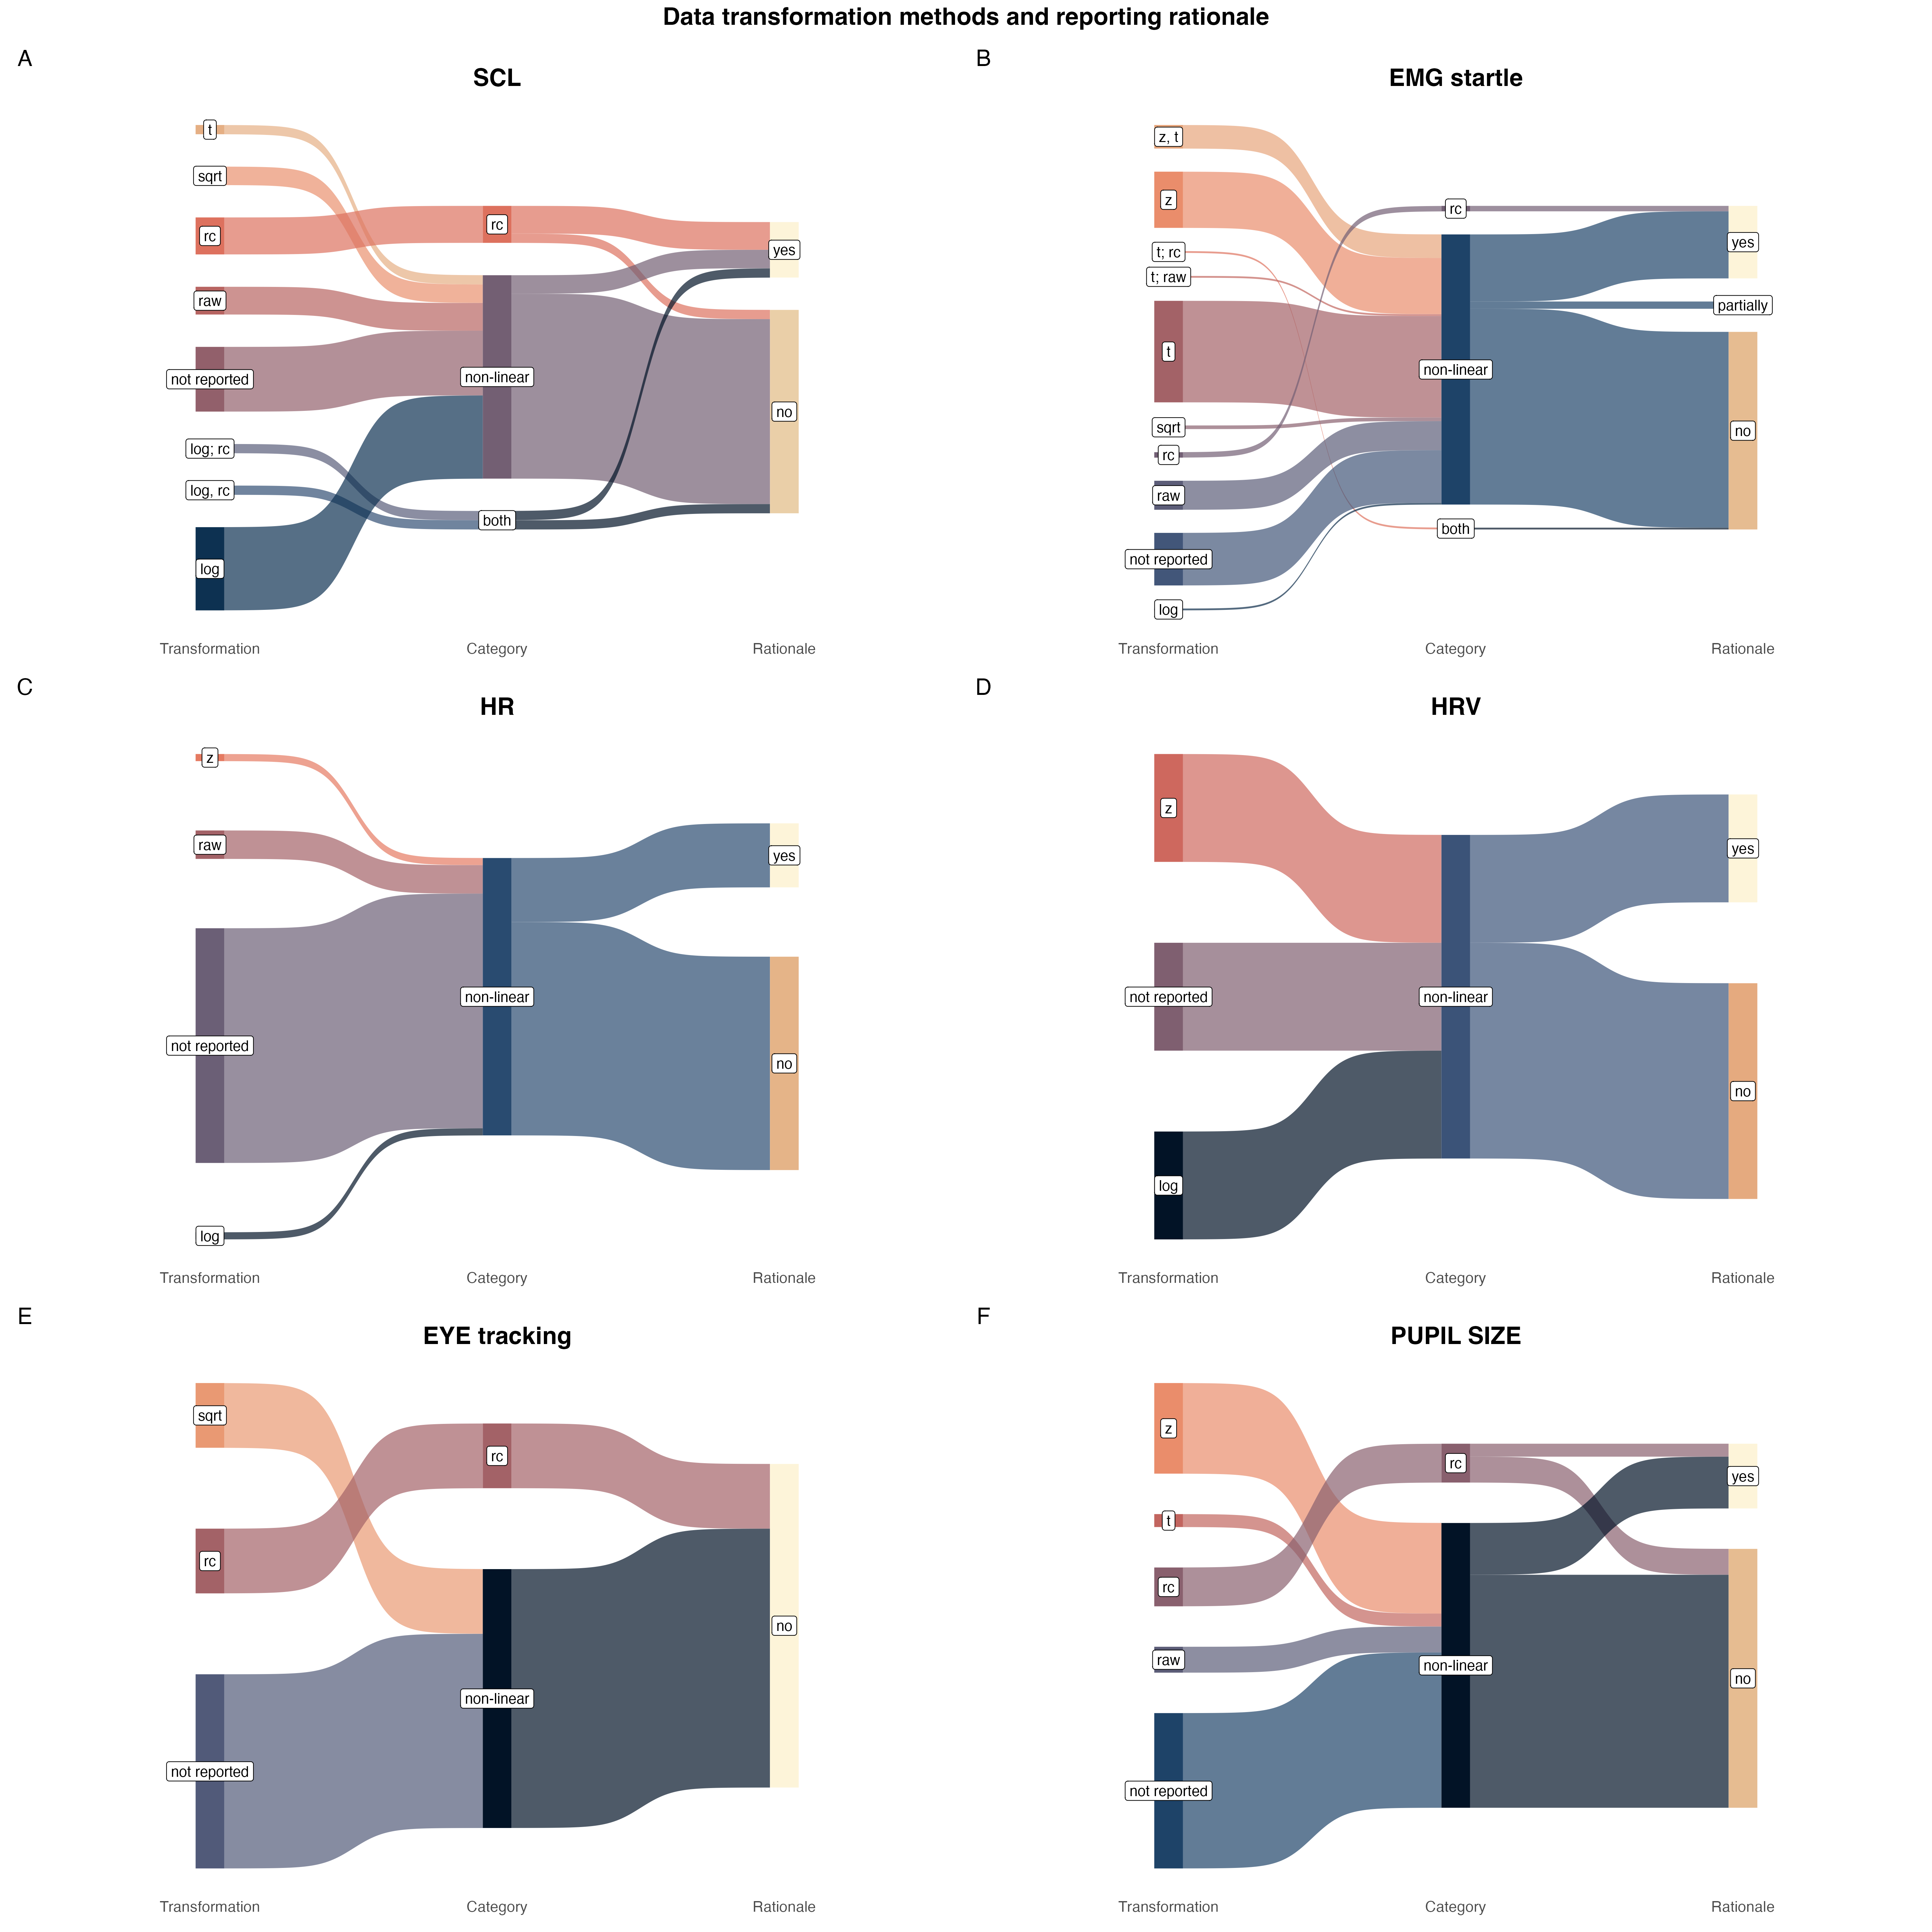 Data transformation methods and reporting rationale
A
SCL
t
sqrt
rc
raw
not reported
log; rc
log, rc
log
rc
non-linear
both
yes
no
Transformation
Category
Rationale
B
EMG startle
z, t
z
t; rc
t; raw
t
sqrt
rc
raw
not reported
log
rc
non-linear
both
yes
partially
no
Transformation
Category
Rationale
C
HR
z
raw
not reported
log
non-linear
yes
no
Transformation
Category
Rationale
D
HRV
z
not reported
log
non-linear
yes
no
Transformation
Category
Rationale
E
EYE tracking
sqrt
rc
not reported
rc
non-linear
no
Transformation
Category
Rationale
F
PUPIL SIZE
z
t
rc
raw
not reported
rc
non-linear
yes
no
Transformation
Category
Rationale